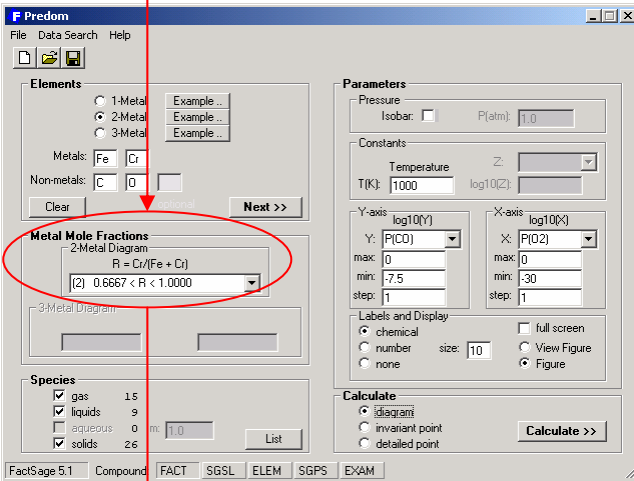 F Predom
File Data Search Help
Elements
1-Metal Example ..
2-Metal Example ..
3-Metal Example ..
Metals: Fe Cr
Non-metals: C O
optional
Clear Next >>
Metal Mole Fractions
2-Metal Diagram
R = Cr/(Fe + Cr)
(2) 0.6667 < R < 1.0000
3-Metal Diagram
Species
gas 15
liquids 9
aqueous 0 m: 1.0
solids 26
List
Parameters
Pressure
Isobar: P(atm): 1.0
Constants
Temperature Z:
T(K): 1000 log10(Z):
Y-axis log10(Y)
Y: P(CO)
max: 0
min: -7.5
step: 1
X-axis log10(X)
X: P(O2)
max: 0
min: -30
step: 1
Labels and Display
chemical full screen
number size: 10 View Figure
none Figure
Calculate
diagram
invariant point
detailed point
Calculate >>
FactSage 5.1 Compound: FACT SGSL ELEM SGPS EXAM